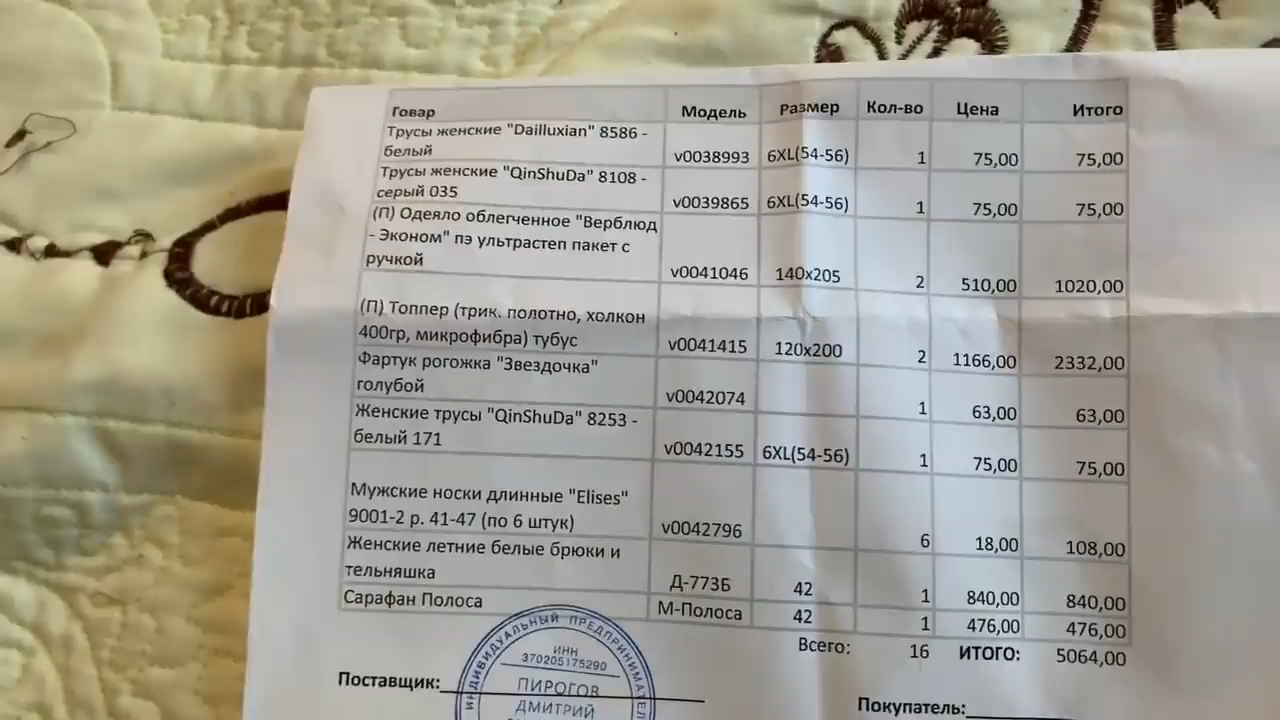 Товар Модель Размер Кол-во Цена Итого
Трусы женские "Dailluxian" 8586 -
белый v0038993 6XL(54-56) 1 75,00 75,00
Трусы женские "QinShuDa" 8108 -
серый 035 v0039865 6XL(54-56) 1 75,00 75,00
(П) Одеяло облегченное "Верблюд
- Эконом" пэ ультрастеп пакет с
ручкой v0041046 140х205 2 510,00 1020,00
(П) Топпер (трик. полотно, холкон
400гр, микрофибра) тубус v0041415 120х200 2 1166,00 2332,00
Фартук рогожка "Звездочка"
голубой v0042074 1 63,00 63,00
Женские трусы "QinShuDa" 8253 -
белый 171 v0042155 6XL(54-56) 1 75,00 75,00
Мужские носки длинные "Elises"
9001-2 р. 41-47 (по 6 штук) v0042796 6 18,00 108,00
Женские летние белые брюки и
тельняшка Д-773Б 42 1 840,00 840,00
Сарафан Полоса М-Полоса 42 1 476,00 476,00
Всего: 16 ИТОГО: 5064,00
ИНДИВИДУАЛЬНЫЙ ПРЕДПРИНИМАТЕЛ
ИНН
370205175290
Поставщик: ПИРОГОВ Покупатель:
ДМИТРИЙ